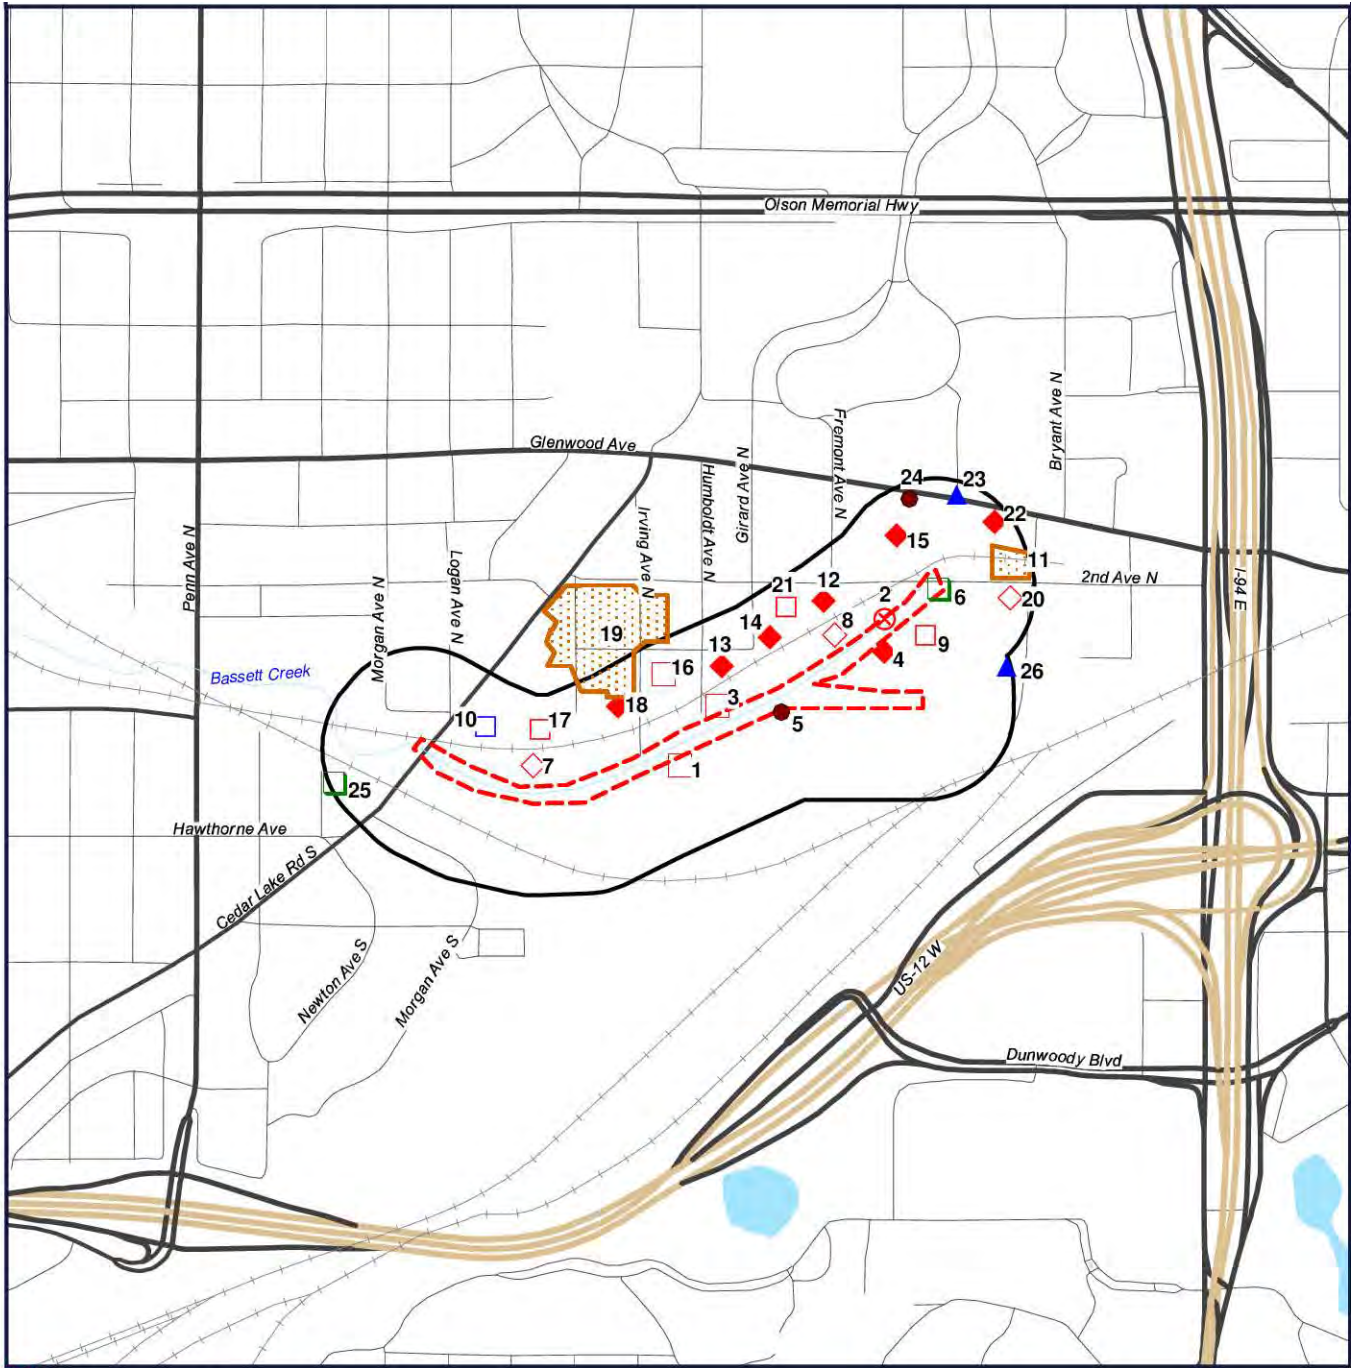 Olson Memorial Hwy
Glenwood Ave
Fremont Ave N
Bryant Ave N
Girard Ave N
Humboldt Ave N
Irving Ave N
Penn Ave N
Morgan Ave N
Logan Ave N
24
23
22
15
11
2nd Ave N
I-94 E
12
21
2
6
20
19
14
8
9
13
4
16
26
Bassett Creek
18
3
10
17
5
7
1
25
Hawthorne Ave
Cedar Lake Rd S
Newton Ave S
Morgan Ave S
US-12 W
Dunwoody Blvd